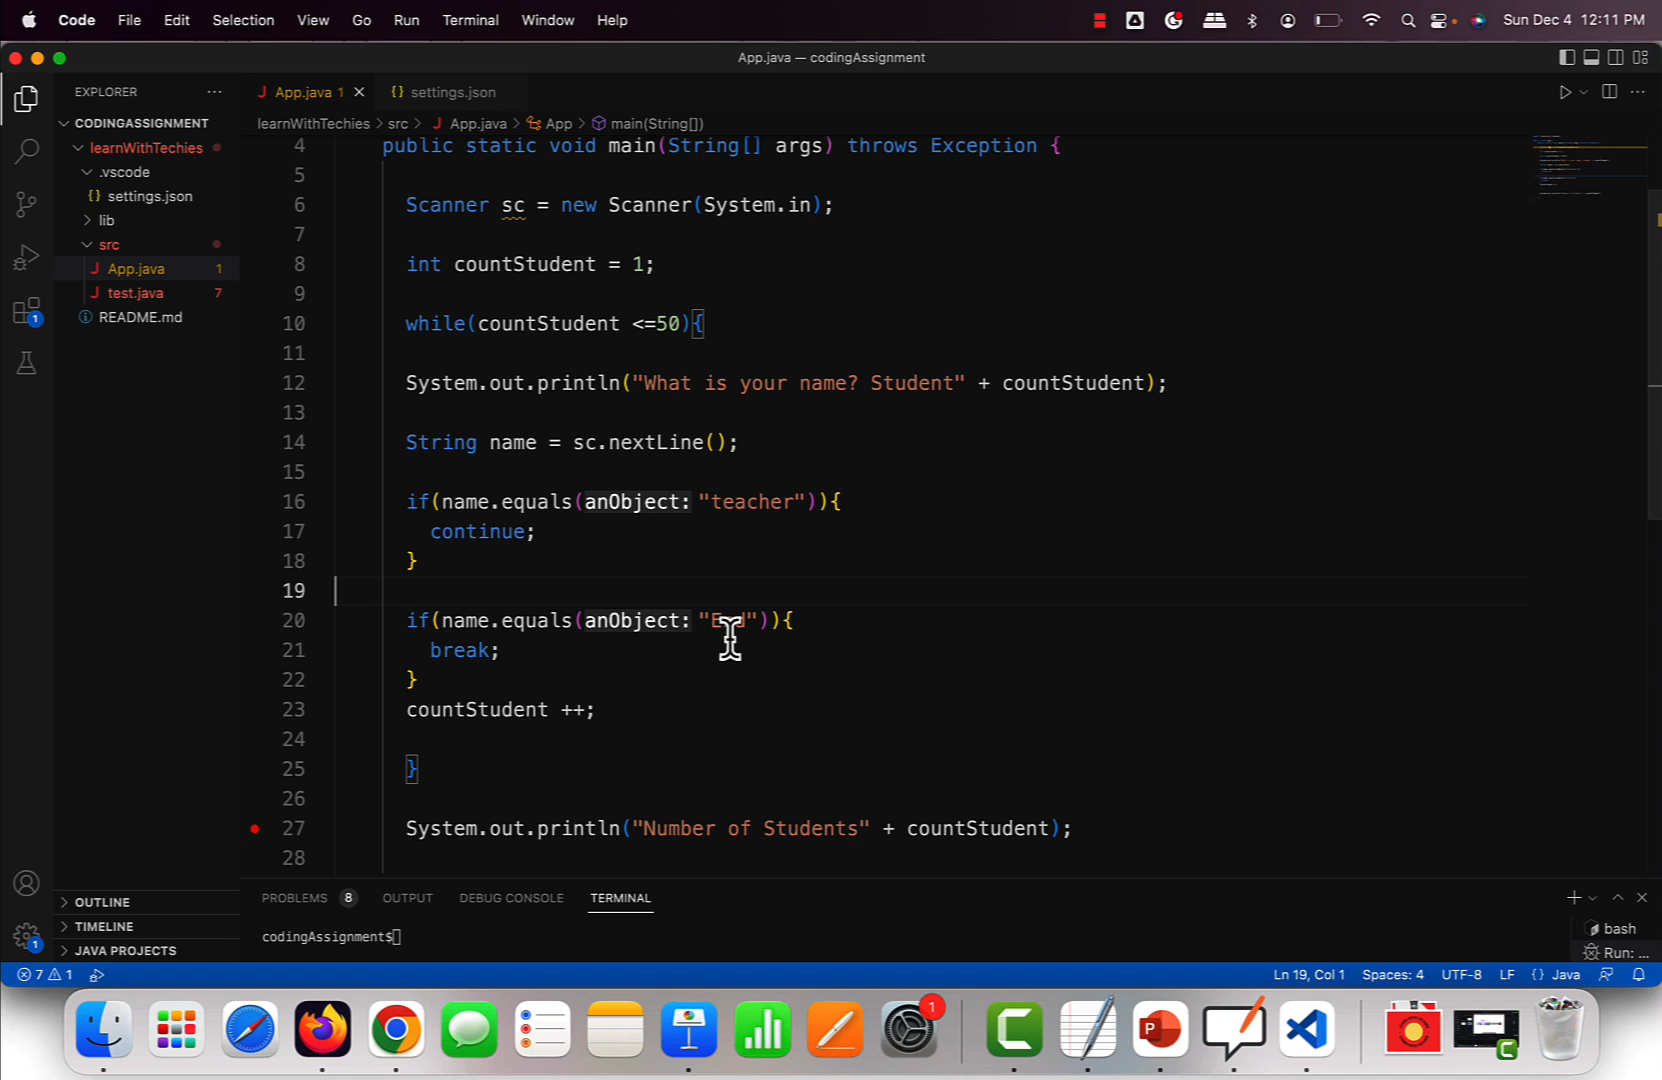 Code File Edit Selection View Go Run Terminal Window Help Sun Dec 4 12:11 PM
App.java — codingAssignment
EXPLORER ···
App.java 1
settings.json
learnWithTechies > src > App.java > App > main(String[])
CODINGASSIGNMENT
learnWithTechies
.vscode
{} settings.json
lib
src
J App.java 1
J test.java 7
README.md
4 public static void main(String[] args) throws Exception {
5
6 Scanner sc = new Scanner(System.in);
7
8 int countStudent = 1;
9
10 while(countStudent <=50){
11
12 System.out.println("What is your name? Student" + countStudent);
13
14 String name = sc.nextLine();
15
16 if(name.equals(anObject: "teacher")){
17 continue;
18 }
19
20 if(name.equals(anObject: "End")){
21 break;
22 }
23 countStudent ++;
24
25 }
26
27 System.out.println("Number of Students" + countStudent);
28
OUTLINE
TIMELINE
JAVA PROJECTS
PROBLEMS 8 OUTPUT DEBUG CONSOLE TERMINAL
codingAssignment$
bash
Run: ...
1
1
7 1
Ln 19, Col 1 Spaces: 4 UTF-8 LF {} Java
1